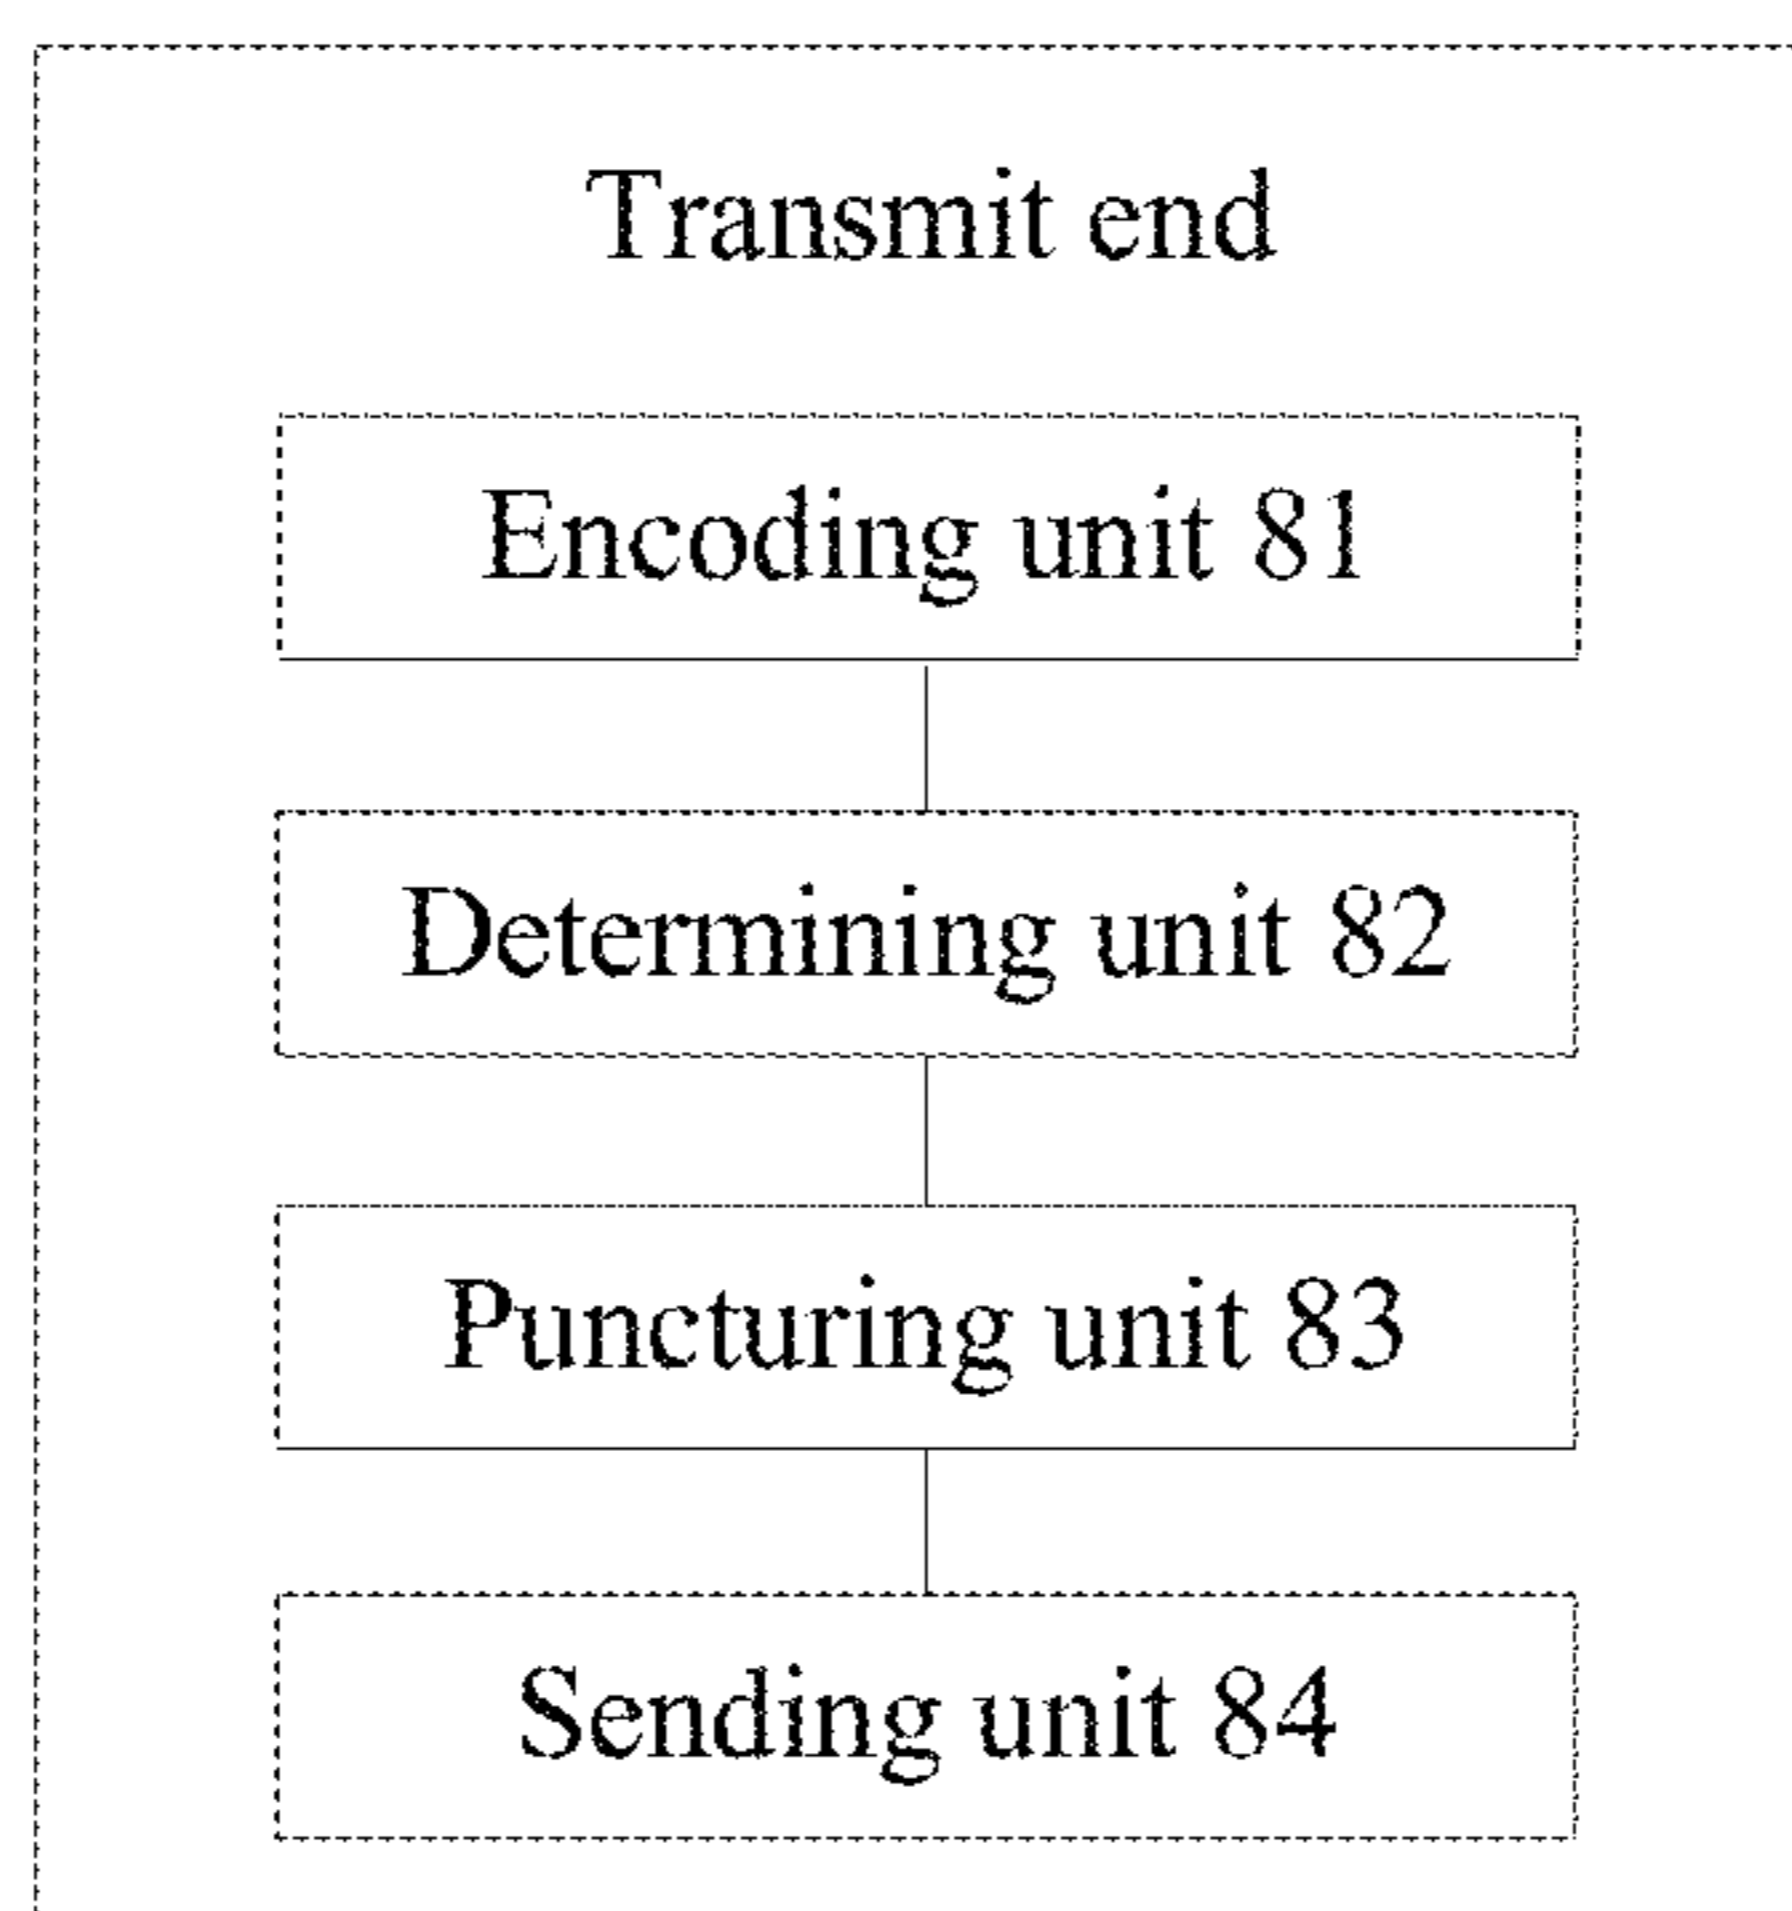 Transmit end
Encoding unit 81
Determining unit 82
Puncturing unit 83
Sending unit 84